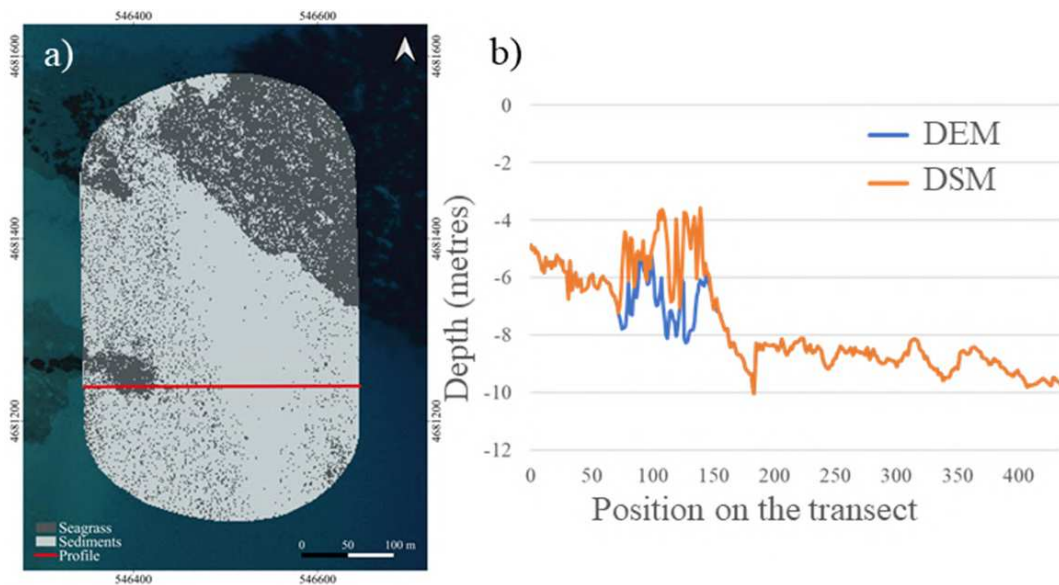 546400 546600
a)
4681600 4681600
4681400 4681400
4681200 4681200
Seagrass
Sediments
Profile
0 50 100 m
546400 546600
b)
DEM
DSM
Depth (metres)
0
-2
-4
-6
-8
-10
-12
0 50 100 150 200 250 300 350 400
Position on the transect